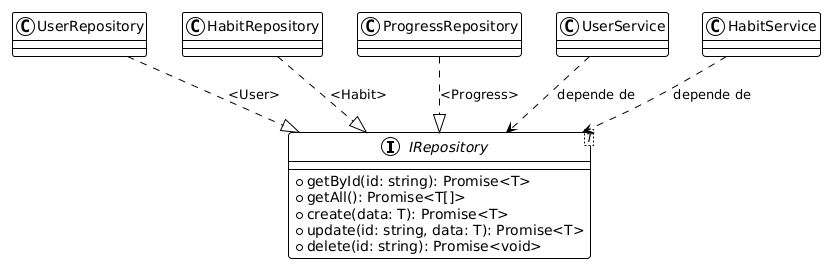 C UserRepository
C HabitRepository
C ProgressRepository
C UserService
C HabitService
<User>
<Habit>
<Progress>
depende de
depende de
I IRepository
T
getById(id: string): Promise<T>
getAll(): Promise<T[]>
create(data: T): Promise<T>
update(id: string, data: T): Promise<T>
delete(id: string): Promise<void>